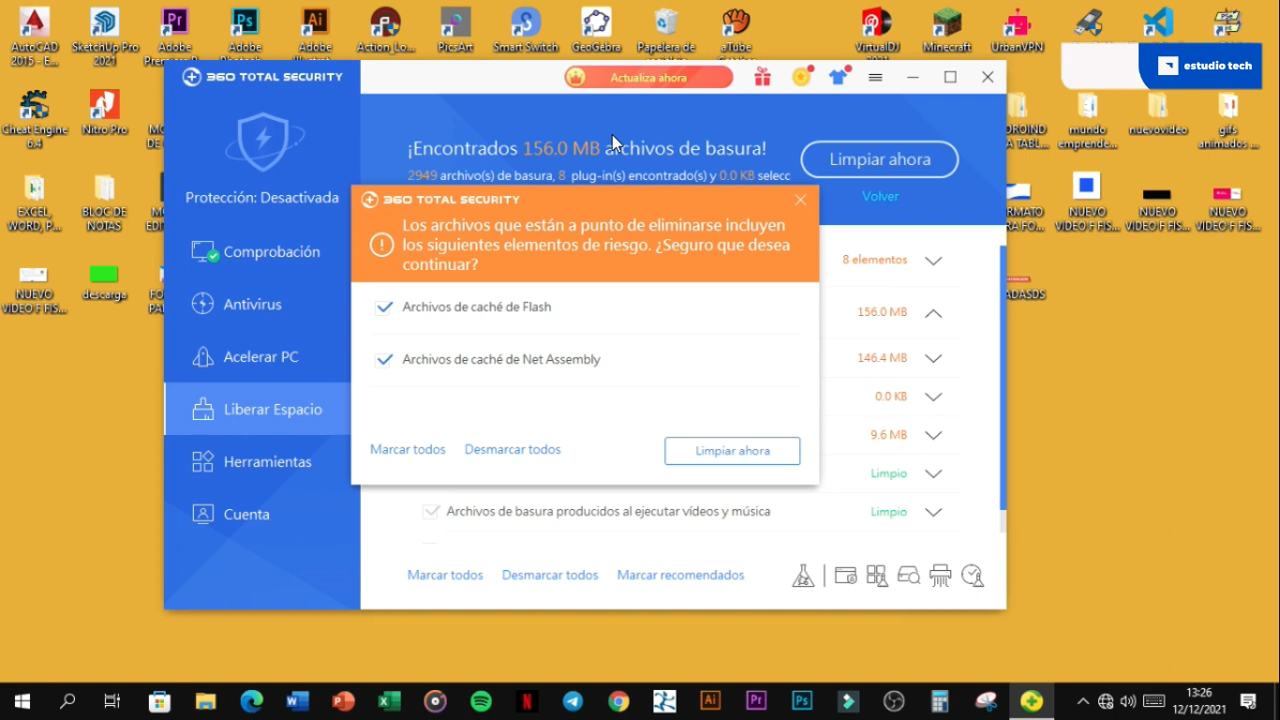 AutoCAD
2015 - E...
SketchUp Pro
2021
Adobe
Adobe
Adobe
Action_Lo...
PicsArt
Smart Switch
GeoGebra
Papelera de
aTube
VirtualDJ
Minecraft
UrbanVPN
estudio tech
360 TOTAL SECURITY
Actualiza ahora
Cheat Engine
6.4
Nitro Pro
mundo
emprende...
nuevovideo
gifs
animados ...
¡Encontrados 156.0 MB archivos de basura!
Limpiar ahora
2949 archivo(s) de basura, 8 plug-in(s) encontrado(s) y 0.0 KB selecc
Volver
Protección: Desactivada
EXCEL,
WORD, P...
BLOC DE
NOTAS
NUEVO
VIDEO F FIS...
NUEVO
VIDEO F FIS...
NUEVO
VIDEO F FIS...
360 TOTAL SECURITY
Los archivos que están a punto de eliminarse incluyen
los siguientes elementos de riesgo. ¿Seguro que desea
continuar?
Comprobación
8 elementos
NUEVO
VIDEO F FIS...
descarga
Antivirus
Archivos de caché de Flash
156.0 MB
Acelerar PC
Archivos de caché de Net Assembly
146.4 MB
0.0 KB
Liberar Espacio
9.6 MB
Marcar todos
Desmarcar todos
Limpiar ahora
Herramientas
Limpio
Cuenta
Archivos de basura producidos al ejecutar vídeos y música
Limpio
Marcar todos
Desmarcar todos
Marcar recomendados
13:26
12/12/2021